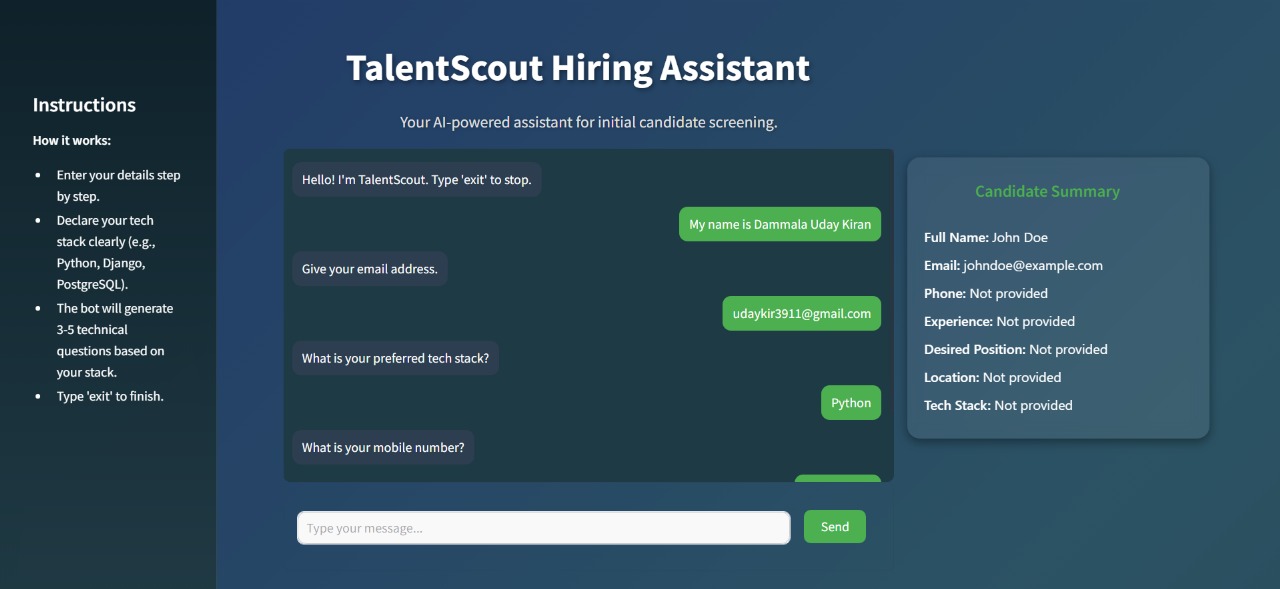 Instructions
How it works:
Enter your details step
by step.
Declare your tech
stack clearly (e.g.,
Python, Django,
PostgreSQL).
The bot will generate
3-5 technical
questions based on
your stack.
Type 'exit' to finish.
TalentScout Hiring Assistant
Your AI-powered assistant for initial candidate screening.
Hello! I'm TalentScout. Type 'exit' to stop.
My name is Dammala Uday Kiran
Give your email address.
udaykir3911@gmail.com
What is your preferred tech stack?
Python
What is your mobile number?
Type your message...
Send
Candidate Summary
Full Name: John Doe
Email: johndoe@example.com
Phone: Not provided
Experience: Not provided
Desired Position: Not provided
Location: Not provided
Tech Stack: Not provided